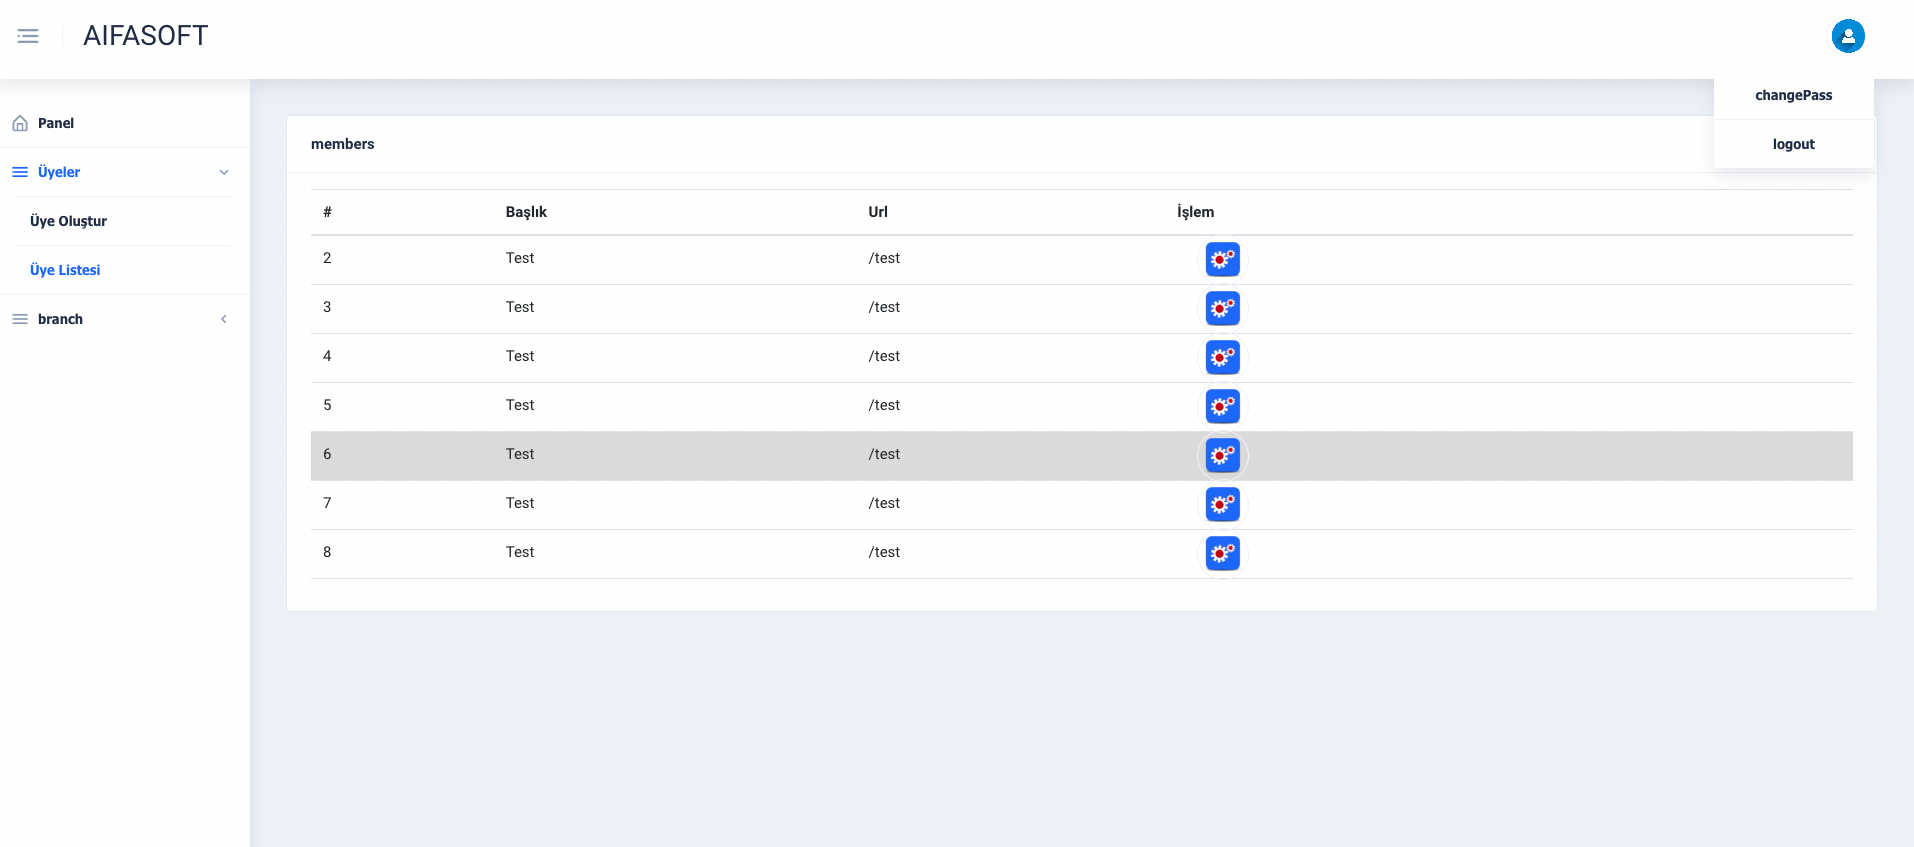 AIFASOFT
changePass
logout
Panel
Üyeler
Üye Oluştur
Üye Listesi
branch
members
# Başlık Url İşlem
2 Test /test
3 Test /test
4 Test /test
5 Test /test
6 Test /test
7 Test /test
8 Test /test